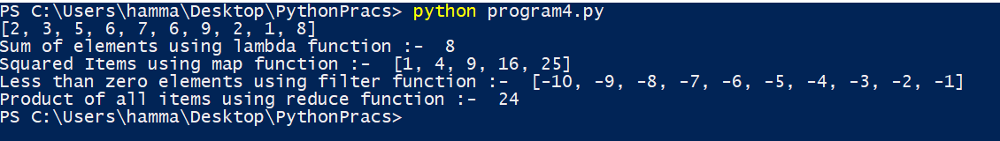 PS C:\Users\hamma\Desktop\PythonPracs> python program4.py
[2, 3, 5, 6, 7, 6, 9, 2, 1, 8]
Sum of elements using lambda function :-  8
Squared Items using map function :-  [1, 4, 9, 16, 25]
Less than zero elements using filter function :-  [-10, -9, -8, -7, -6, -5, -4, -3, -2, -1]
Product of all items using reduce function :-  24
PS C:\Users\hamma\Desktop\PythonPracs>